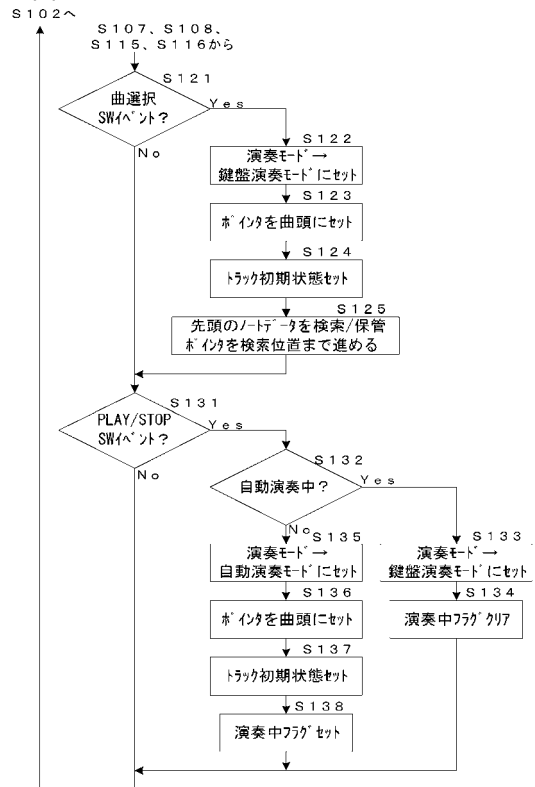 S102へ
S107、S108、
S115、S116から
S121
曲選択
SWｲﾍﾞﾝﾄ?
Yes
No
S122
演奏ﾓｰﾄﾞ→
鍵盤演奏ﾓｰﾄﾞにｾｯﾄ
S123
ﾎﾟｲﾝﾀを曲頭にｾｯﾄ
S124
ﾄﾗｯｸ初期状態ｾｯﾄ
S125
先頭のﾉｰﾄﾃﾞｰﾀを検索/保管
ﾎﾟｲﾝﾀを検索位置まで進める
S131
PLAY/STOP
SWｲﾍﾞﾝﾄ?
Yes
No
S132
自動演奏中?
Yes
No
S135
演奏ﾓｰﾄﾞ→
自動演奏ﾓｰﾄﾞにｾｯﾄ
S133
演奏ﾓｰﾄﾞ→
鍵盤演奏ﾓｰﾄﾞにｾｯﾄ
S136
ﾎﾟｲﾝﾀを曲頭にｾｯﾄ
S134
演奏中ﾌﾗｸﾞｸﾘｱ
S137
ﾄﾗｯｸ初期状態ｾｯﾄ
S138
演奏中ﾌﾗｸﾞｾｯﾄ